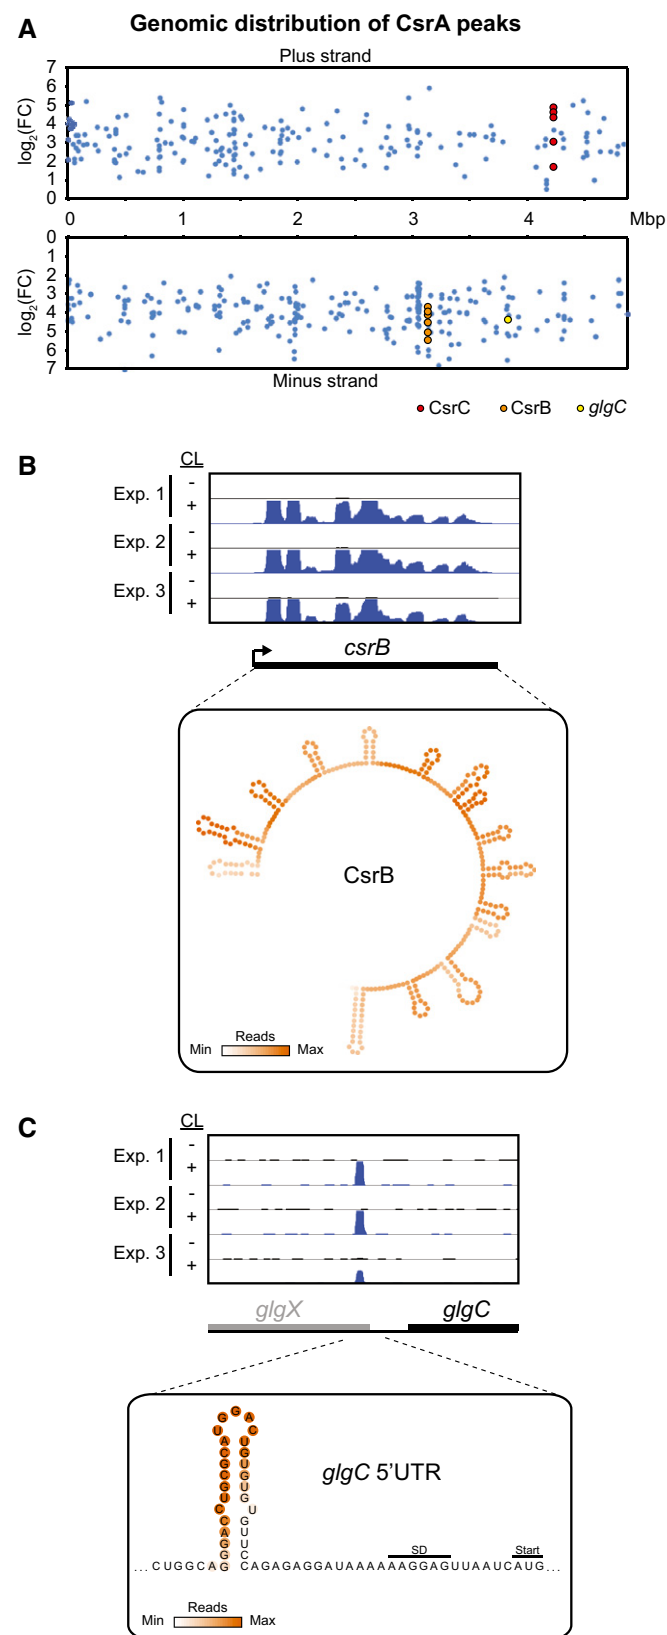 A
Genomic distribution of CsrA peaks
Plus strand
log2(FC)
7
6
5
4
3
2
1
0
0 1 2 3 4 Mbp
log2(FC)
0
1
2
3
4
5
6
7
Minus strand
CsrC CsrB glgC
B
CL
Exp. 1 - +
Exp. 2 - +
Exp. 3 - +
csrB
CsrB
Reads
Min Max
C
CL
Exp. 1 - +
Exp. 2 - +
Exp. 3 - +
glgX glgC
G G A
U C
A U
C G
G U
C G
G U
U G
C U
C G
A U
G U
G C
glgC 5'UTR
SD Start
...CUGGCAG CAGAGAGGAUAAAAAAGGAGUUAAUCAUG...
Reads
Min Max